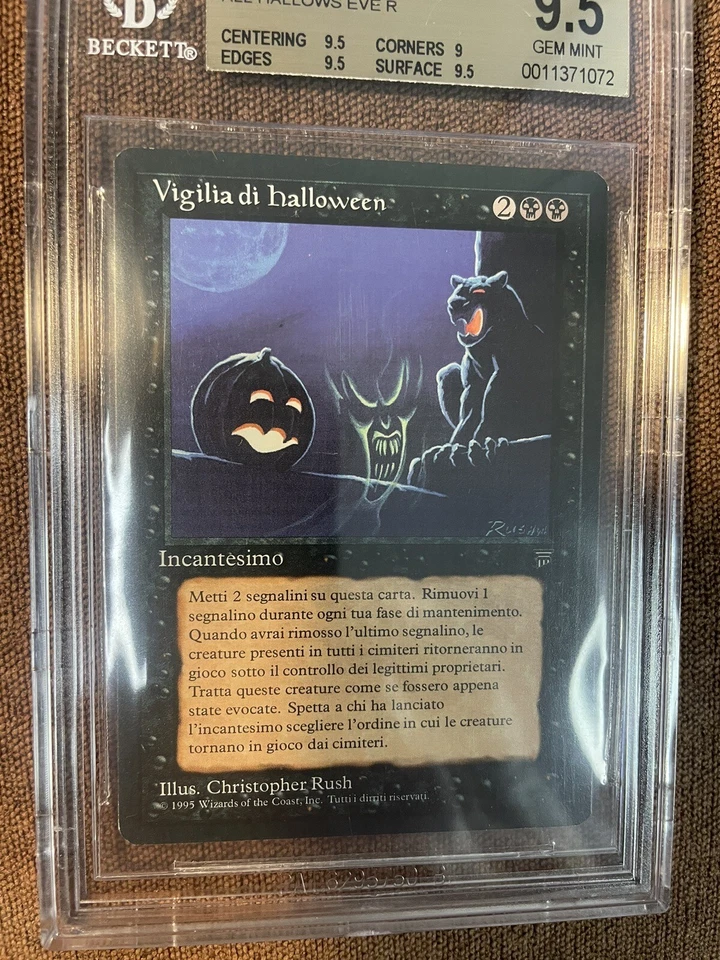 ALL HALLOWS EVE R
9.5
CENTERING 9.5 CORNERS 9
EDGES 9.5 SURFACE 9.5
GEM MINT
0011371072
BECKETT®
Vigilia di halloween
2
RUSH
Incantesimo
Metti 2 segnalini su questa carta. Rimuovi 1
segnalino durante ogni tua fase di mantenimento.
Quando avrai rimosso l'ultimo segnalino, le
creature presenti in tutti i cimiteri ritorneranno in
gioco sotto il controllo dei legittimi proprietari.
Tratta queste creature come se fossero appena
state evocate. Spetta a chi ha lanciato
l'incantesimo scegliere l'ordine in cui le creature
tornano in gioco dai cimiteri.
Illus. Christopher Rush
© 1995 Wizards of the Coast, Inc. Tutti i diritti riservati.